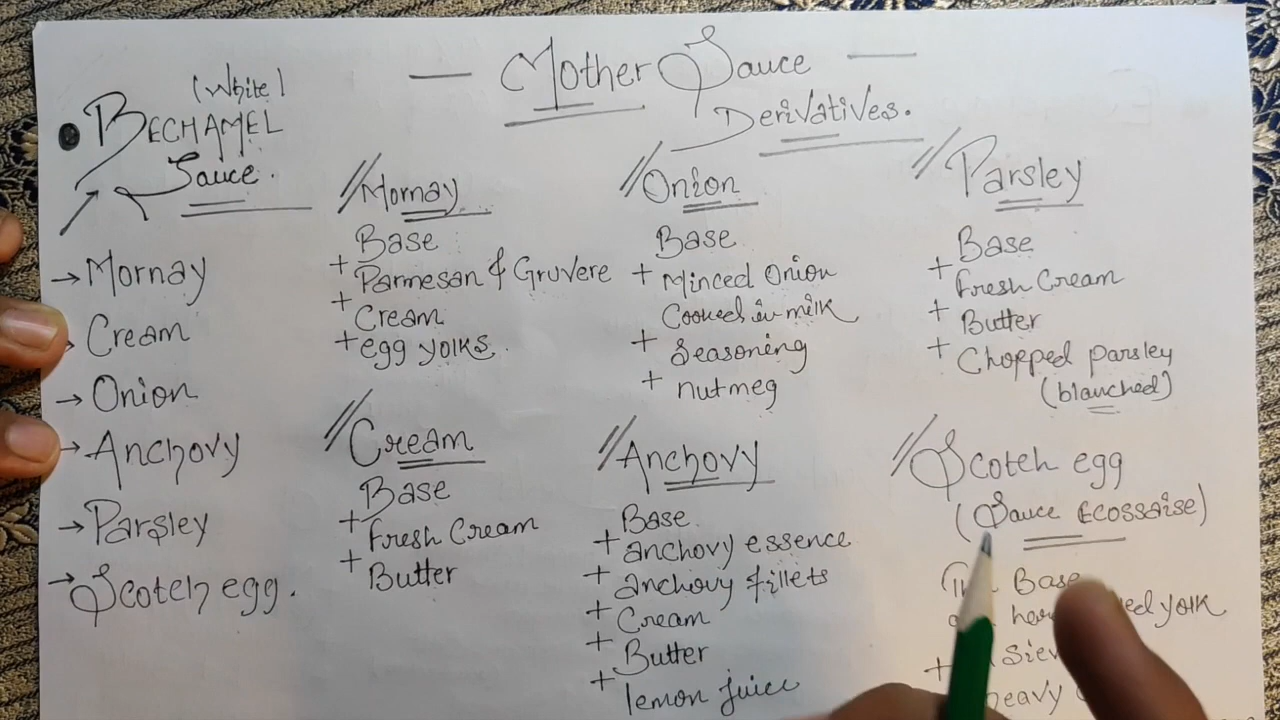 Mother Sauce
Derivatives.
(White)
BECHAMEL
Sauce.
→ Mornay
Cream
→ Onion
→ Anchovy
→ Parsley
→ Scotch egg.
Mornay
Base
+ Parmesan & Gruvere
+ Cream
+ egg yolks.
Cream
Base
+ Fresh Cream
+ Butter
Onion
Base
+ Minced Onion
Cooked in milk
+ Seasoning
+ nutmeg
Anchovy
Base
+ anchovy essence
+ anchovy fillets
+ Cream
+ Butter
+ lemon juice
Parsley
Base
+ Fresh Cream
+ Butter
+ Chopped parsley
(blanched)
Scotch egg
(Sauce Ecossaise)
Base
yolk
+